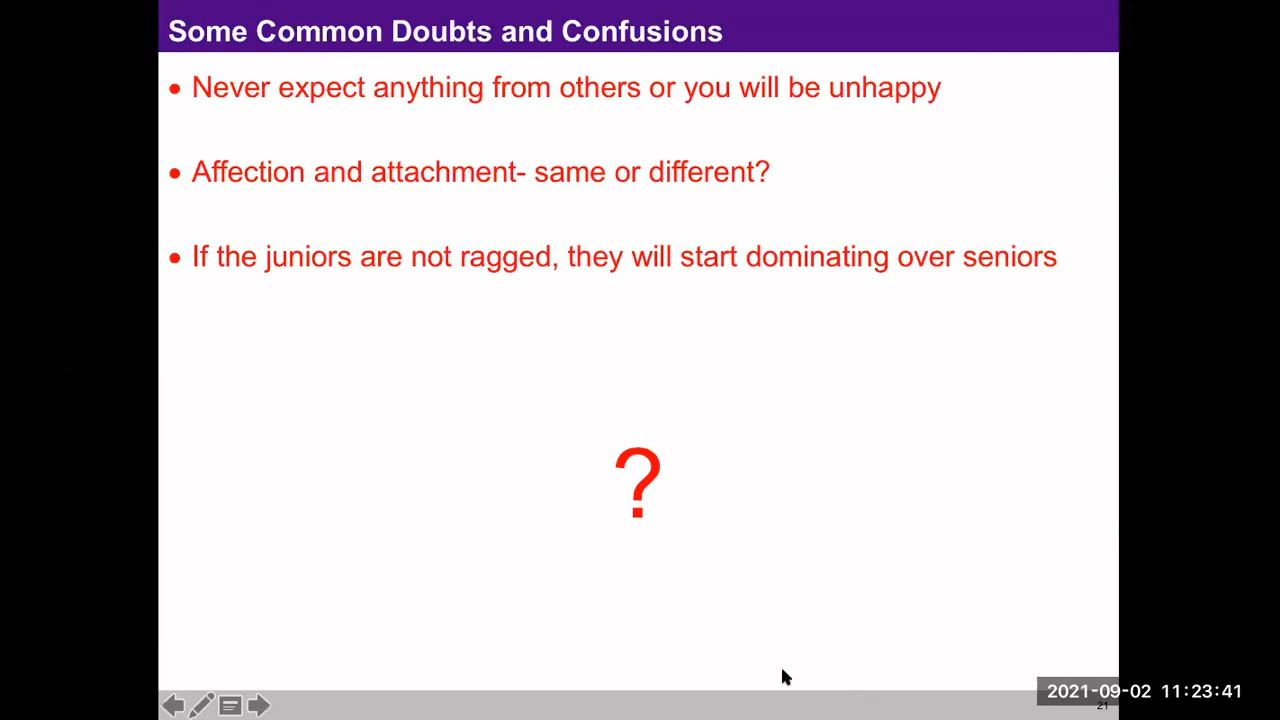 Some Common Doubts and Confusions
• Never expect anything from others or you will be unhappy
• Affection and attachment- same or different?
• If the juniors are not ragged, they will start dominating over seniors
?
2021-09-02 11:23:41
21